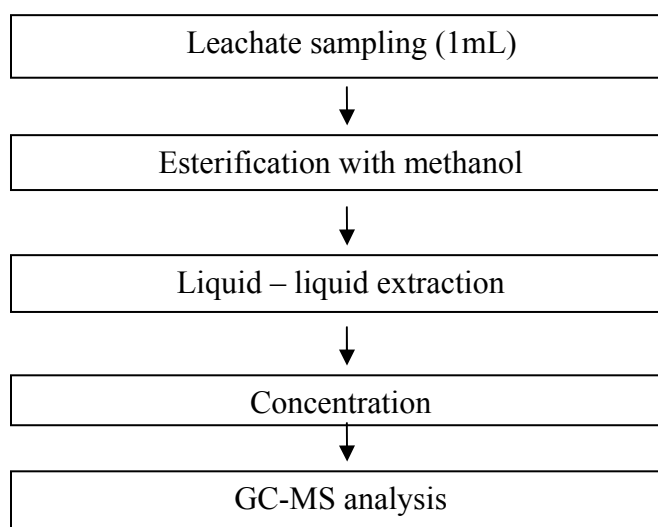 Leachate sampling (1mL)
Esterification with methanol
Liquid – liquid extraction
Concentration
GC-MS analysis